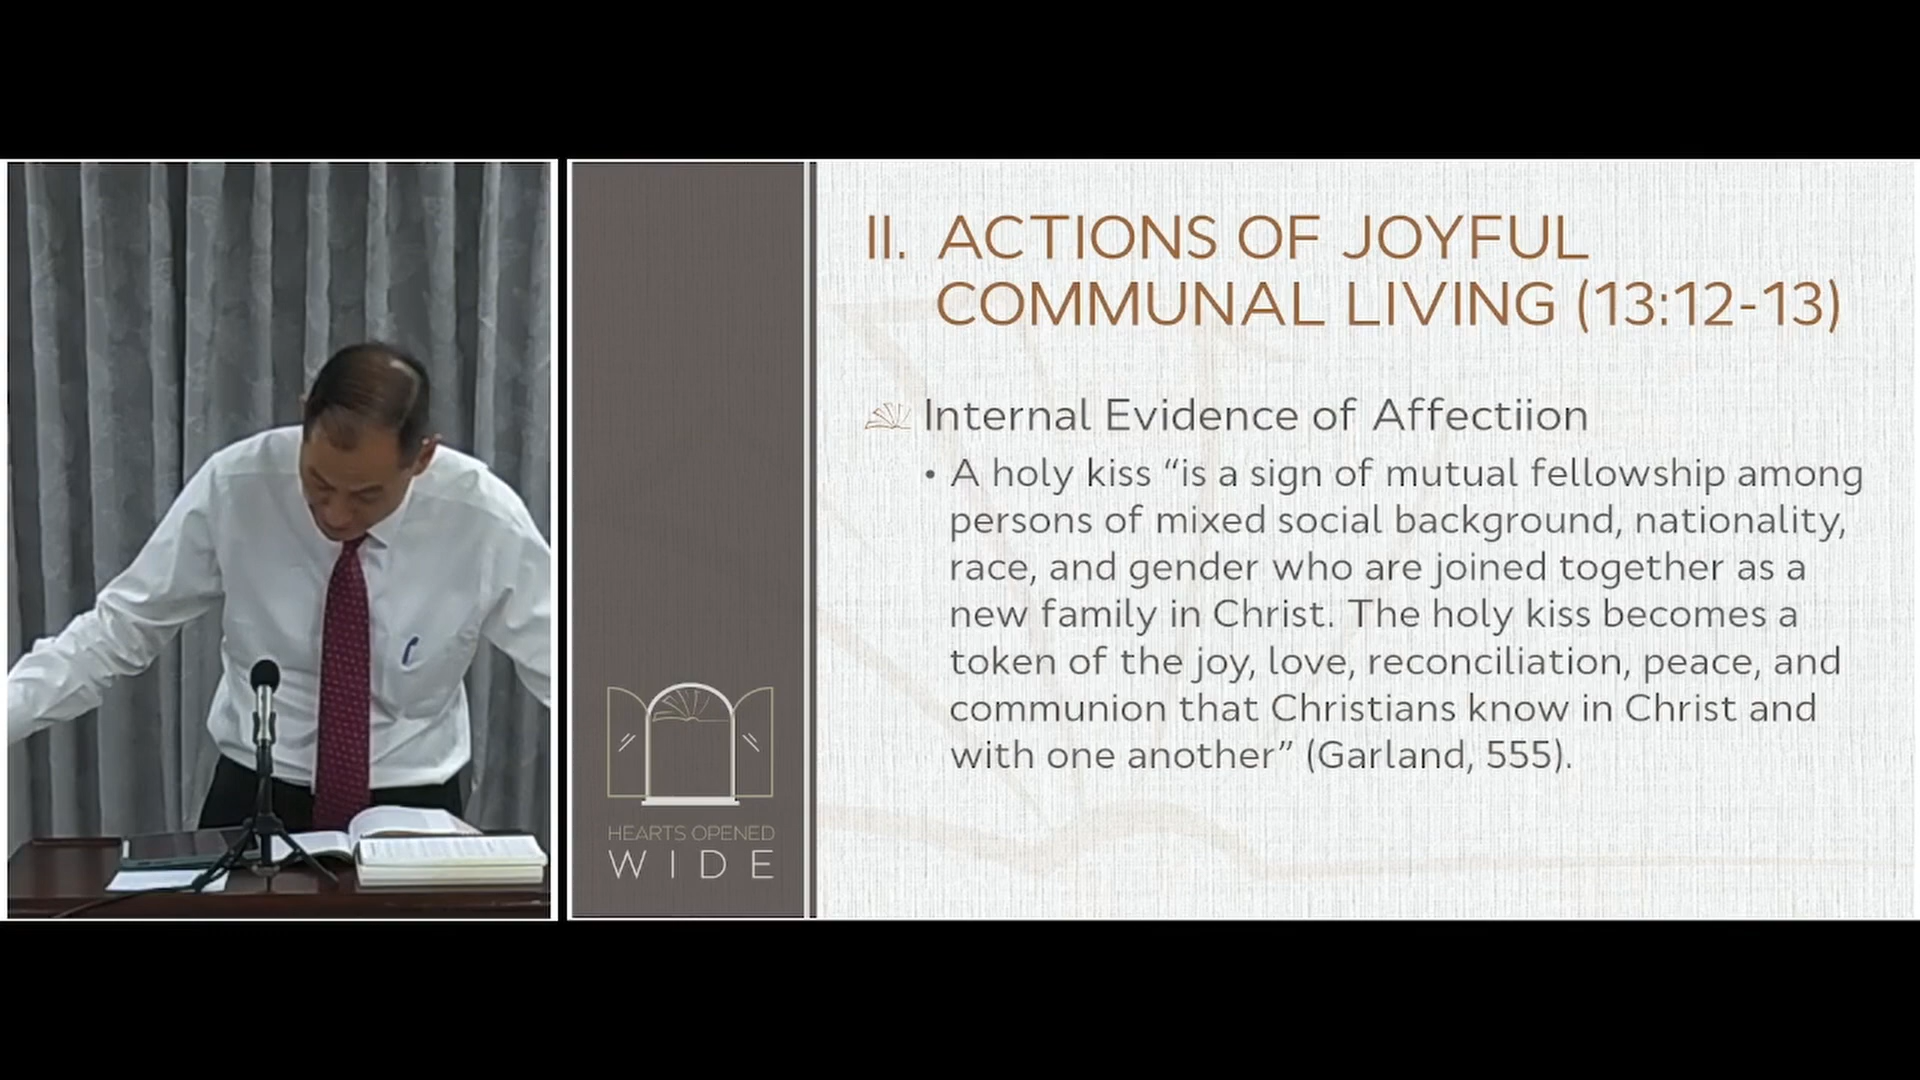 II. ACTIONS OF JOYFUL
COMMUNAL LIVING (13:12-13)
Internal Evidence of Affectiion
• A holy kiss “is a sign of mutual fellowship among
persons of mixed social background, nationality,
race, and gender who are joined together as a
new family in Christ. The holy kiss becomes a
token of the joy, love, reconciliation, peace, and
communion that Christians know in Christ and
with one another” (Garland, 555).
HEARTS OPENED
WIDE